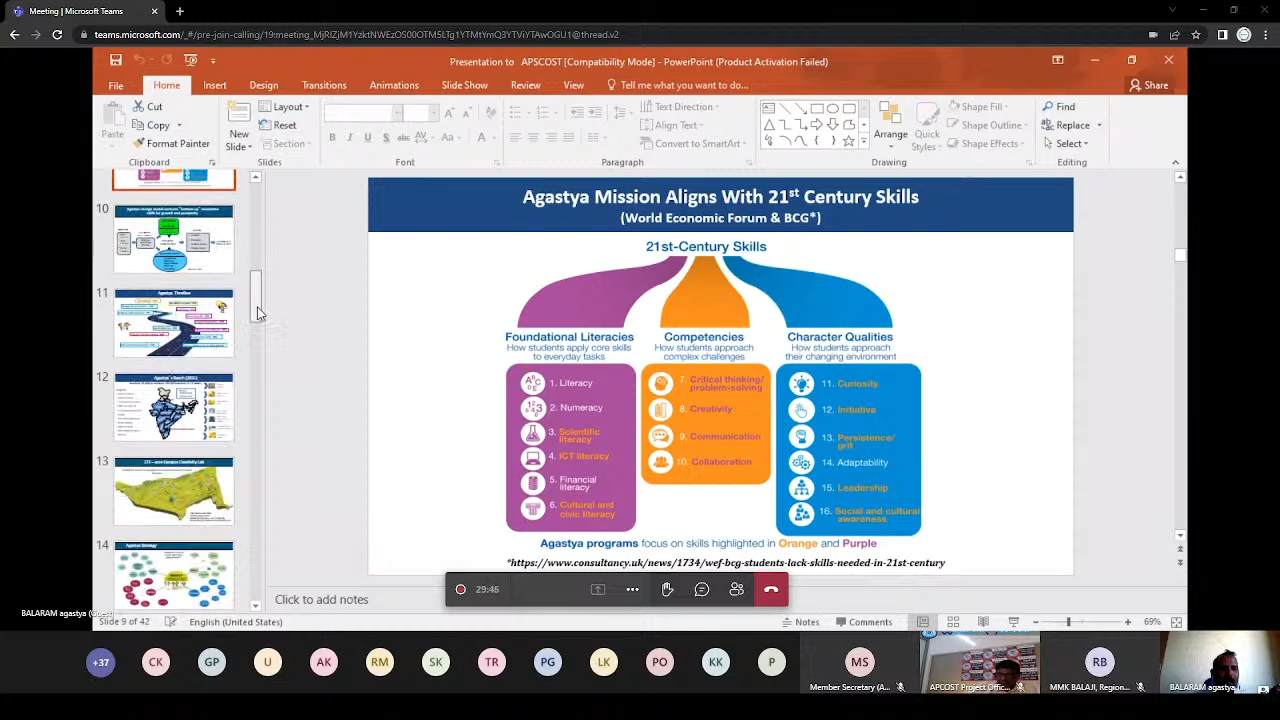 Meeting | Microsoft Teams
teams.microsoft.com/_#/pre-join-calling/19:meeting_MjRlZjM1YzktNWEzOS00OTM5LTg1YTMtYmQ3YTViYTAwOGU1@thread.v2
Presentation to APSCOST [Compatibility Mode] - PowerPoint (Product Activation Failed)
File Home Insert Design Transitions Animations Slide Show Review View Tell me what you want to do... Share
Paste
Cut
Copy
Format Painter
New
Slide
Layout
Reset
Section
Text Direction
Align Text
Convert to SmartArt
Arrange
Quick
Styles
Shape Fill
Shape Outline
Shape Effects
Find
Replace
Select
Clipboard Slides Font Paragraph Drawing Editing
10
11
Agastya Timeline
12
13
14
Agastya Strategy
Agastya Mission Aligns With 21st Century Skills
(World Economic Forum & BCG*)
21st-Century Skills
Foundational Literacies
How students apply core skills
to everyday tasks
1. Literacy
2. Numeracy
3. Scientific
literacy
4. ICT literacy
5. Financial
literacy
6. Cultural and
civic literacy
Competencies
How students approach
complex challenges
7. Critical thinking/
problem-solving
8. Creativity
9. Communication
10. Collaboration
Character Qualities
How students approach
their changing environment
11. Curiosity
12. Initiative
13. Persistence/
grit
14. Adaptability
15. Leadership
16. Social and cultural
awareness
Agastya programs focus on skills highlighted in Orange and Purple
*https://www.consultancy.uk/news/1734/wef-bcg-students-lack-skills-needed-in-21st-century
29:46
Click to add notes
BALARAM agastya (Guest)
Slide 9 of 42 English (United States) Notes Comments 69%
+37 CK GP U AK RM SK TR PG LK PO KK P MS RB
Member Secretary (A... APCOST Project Offic... MMK BALAJI, Region... BALARAM agastya (...